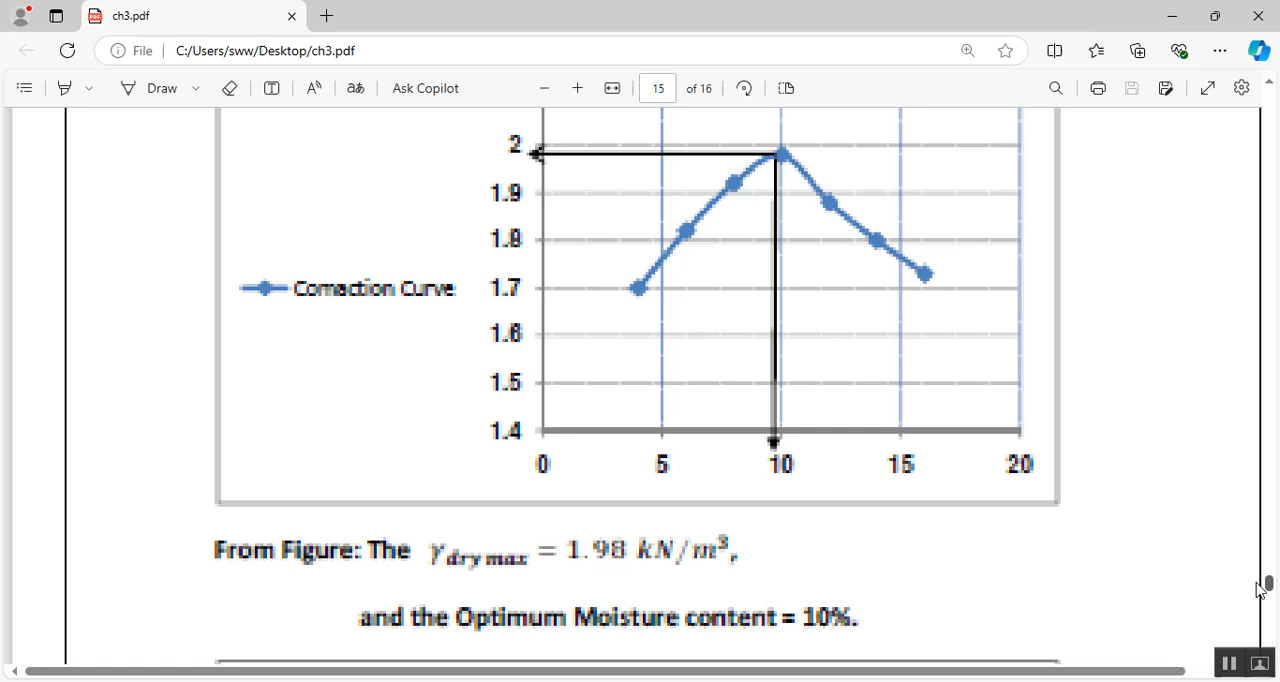 ch3.pdf
File C:/Users/sww/Desktop/ch3.pdf
Draw Ask Copilot 15 of 16
2
1.9
1.8
Comaction Curve 1.7
1.6
1.5
1.4
0 5 10 15 20
From Figure: The γ dry max = 1.98 kN/m³,
and the Optimum Moisture content = 10%.